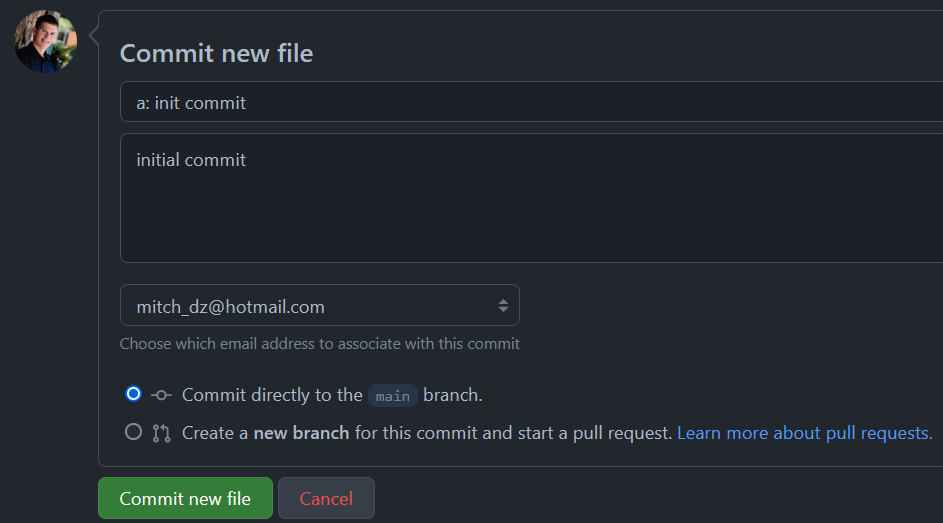 Commit new file
a: init commit
initial commit
mitch_dz@hotmail.com
Choose which email address to associate with this commit
Commit directly to the main branch.
Create a new branch for this commit and start a pull request. Learn more about pull requests.
Commit new file Cancel